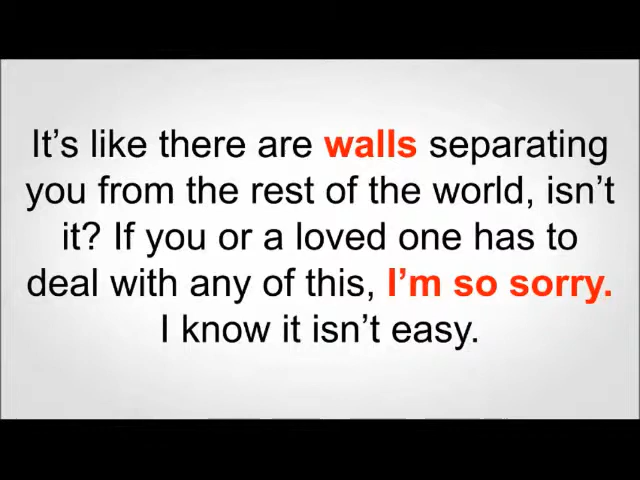 It’s like there are walls separating
you from the rest of the world, isn’t
it? If you or a loved one has to
deal with any of this, I’m so sorry.
I know it isn’t easy.